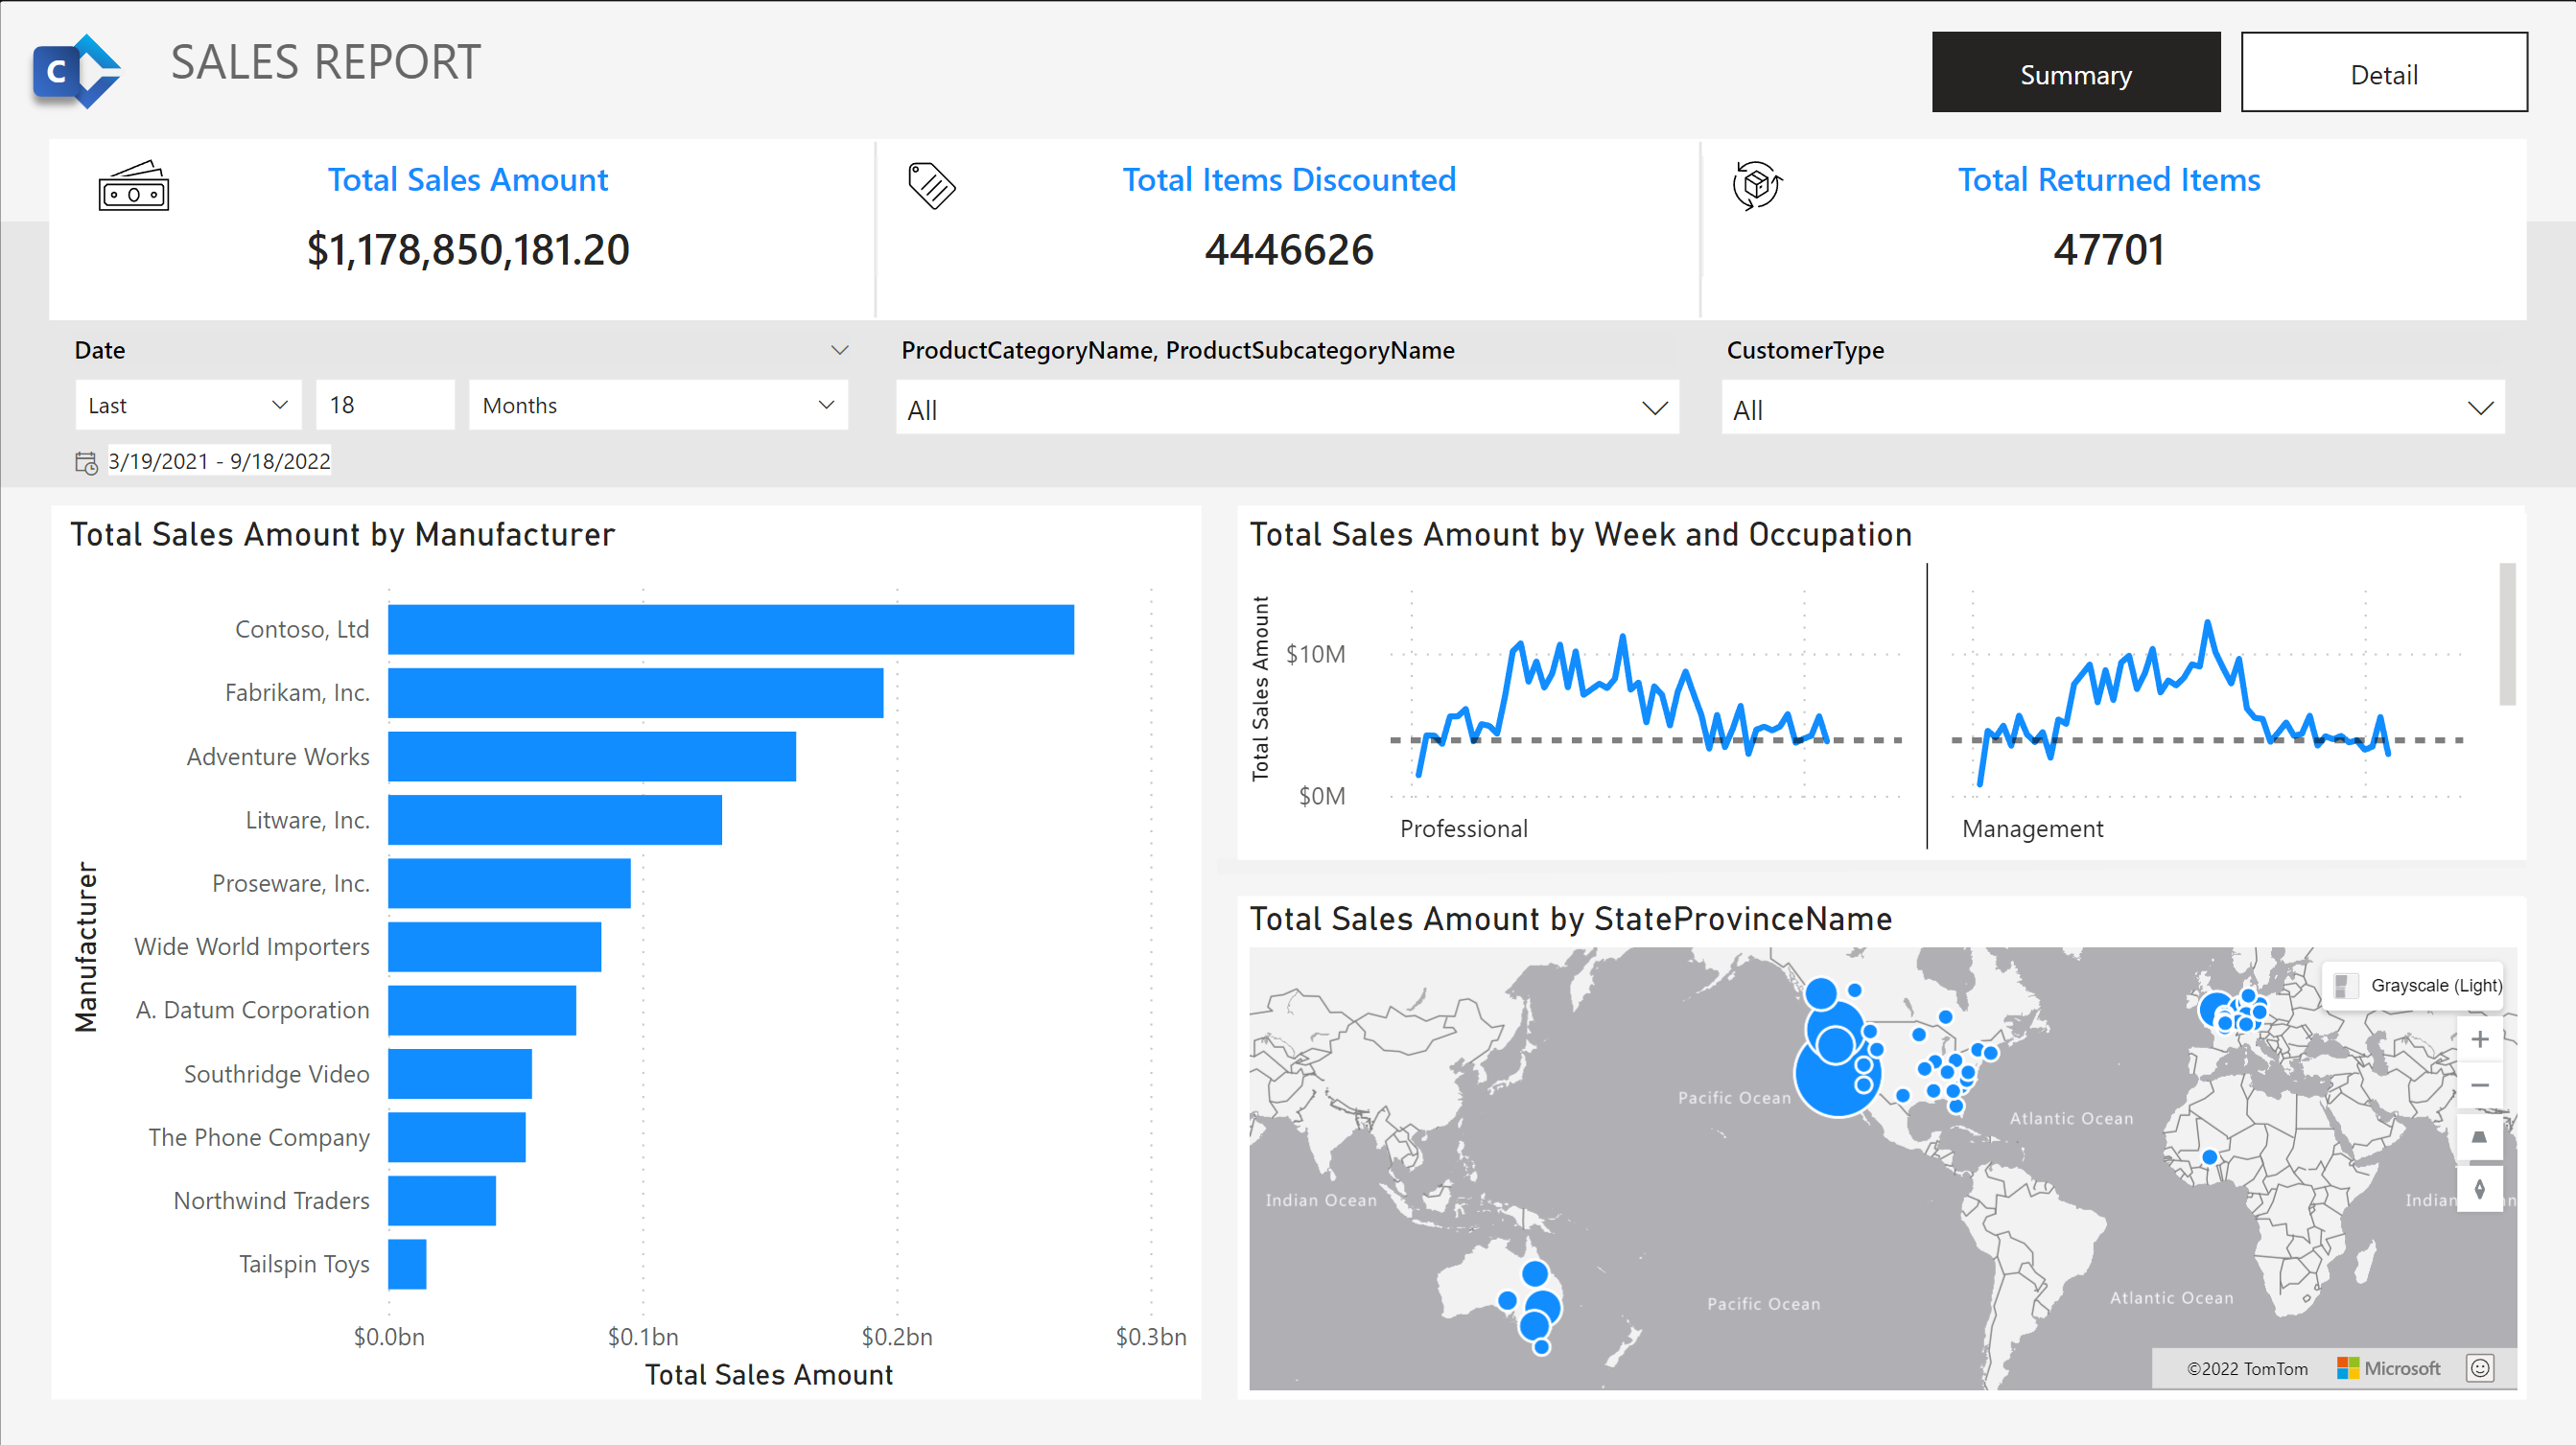 C
SALES REPORT
Summary
Detail
Total Sales Amount
$1,178,850,181.20
Total Items Discounted
4446626
Total Returned Items
47701
Date
Last
18
Months
3/19/2021 - 9/18/2022
ProductCategoryName, ProductSubcategoryName
All
CustomerType
All
Total Sales Amount by Manufacturer
Manufacturer
Contoso, Ltd
Fabrikam, Inc.
Adventure Works
Litware, Inc.
Proseware, Inc.
Wide World Importers
A. Datum Corporation
Southridge Video
The Phone Company
Northwind Traders
Tailspin Toys
$0.0bn
$0.1bn
$0.2bn
$0.3bn
Total Sales Amount
Total Sales Amount by Week and Occupation
Total Sales Amount
$10M
$0M
Professional
Management
Total Sales Amount by StateProvinceName
Grayscale (Light)
Pacific Ocean
Atlantic Ocean
Indian Ocean
Indian
Pacific Ocean
Atlantic Ocean
©2022 TomTom
Microsoft